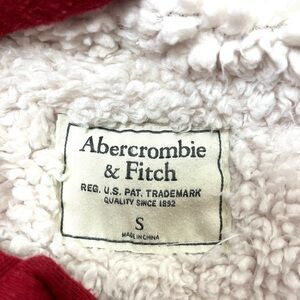 Abercrombie
& Fitch
REG. U.S. PAT. TRADEMARK
QUALITY SINCE 1892
S
MADE IN CHINA